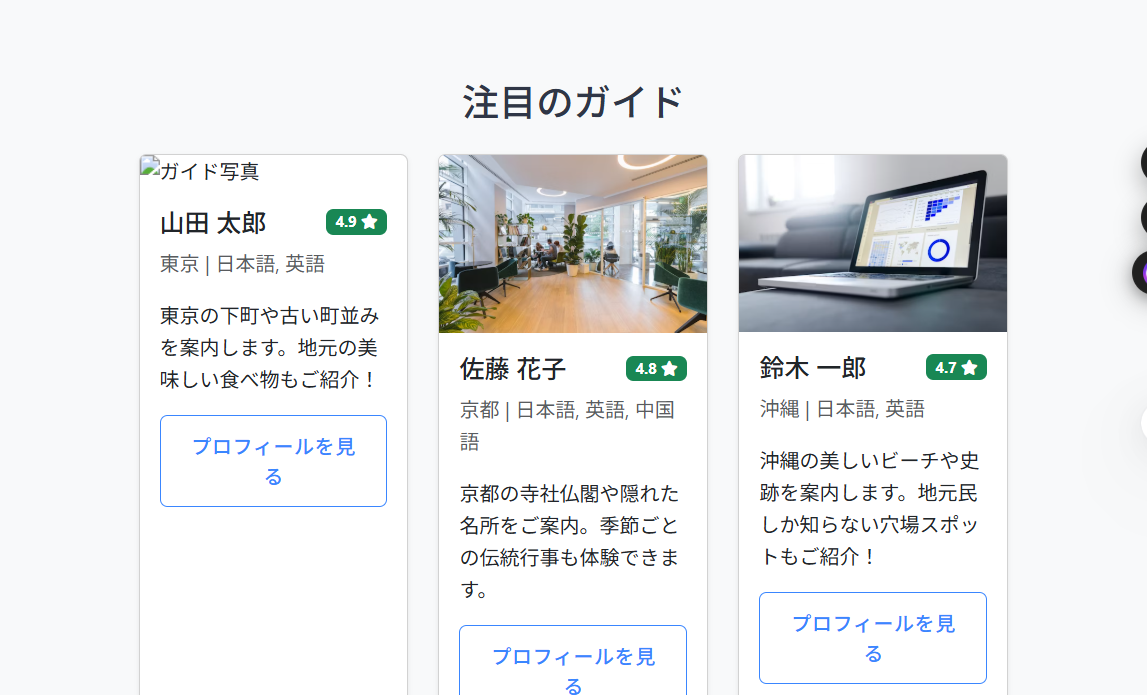 注目のガイド
ガイド写真
山田 太郎
4.9
東京 | 日本語, 英語
東京の下町や古い町並み
を案内します。地元の美
味しい食べ物もご紹介！
プロフィールを見
る
佐藤 花子
4.8
京都 | 日本語, 英語, 中国
語
京都の寺社仏閣や隠れた
名所をご案内。季節ごと
の伝統行事も体験できま
す。
プロフィールを見
る
鈴木 一郎
4.7
沖縄 | 日本語, 英語
沖縄の美しいビーチや史
跡を案内します。地元民
しか知らない穴場スポッ
トもご紹介！
プロフィールを見
る